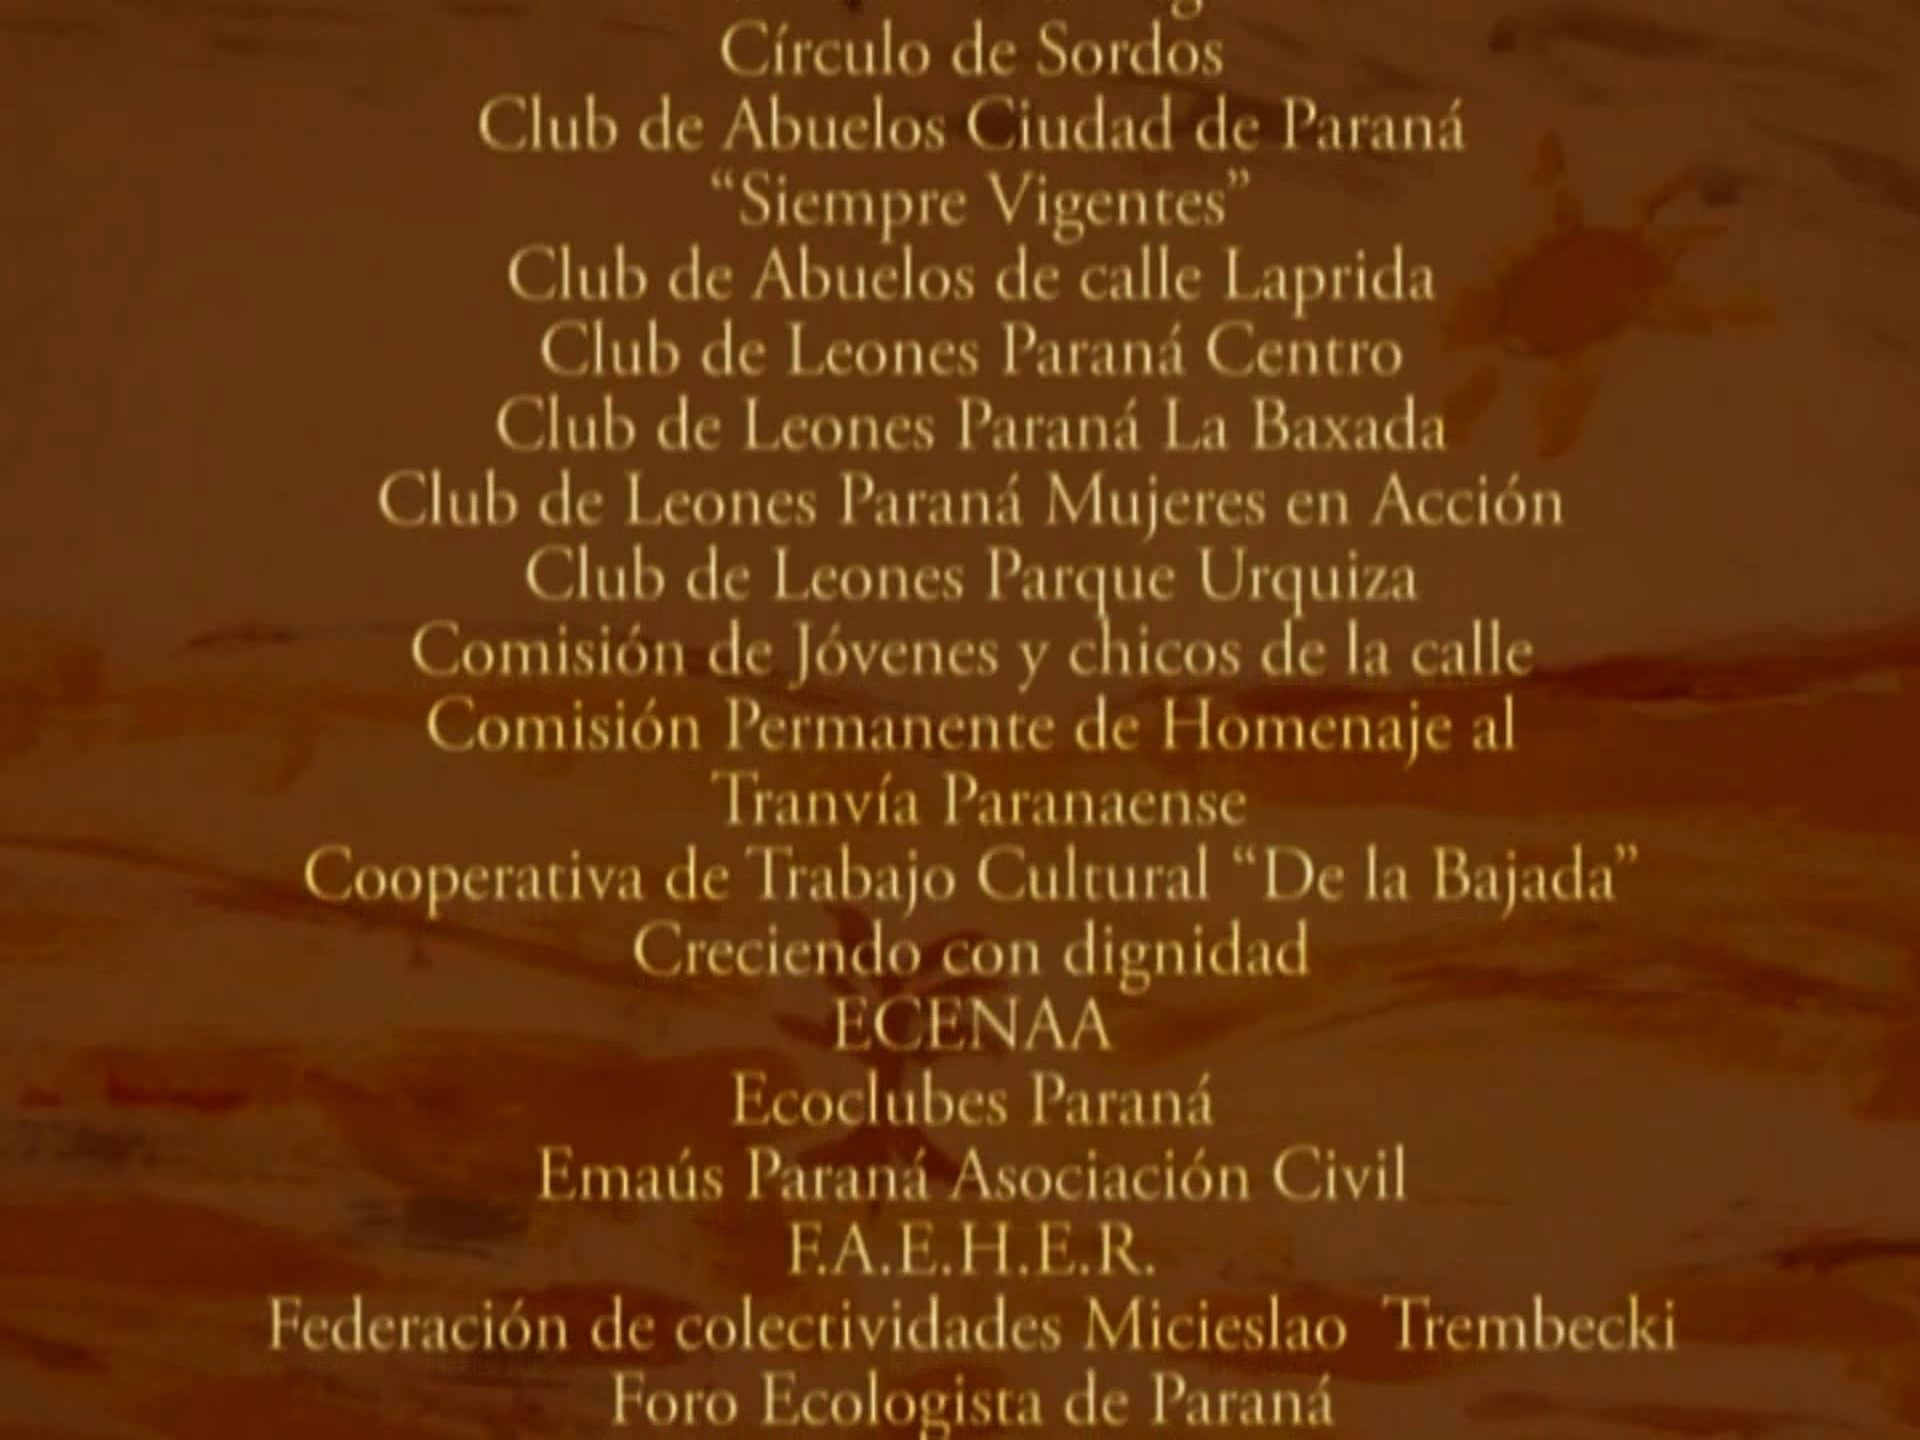 Círculo de Sordos
Club de Abuelos Ciudad de Paraná
“Siempre Vigentes”
Club de Abuelos de calle Laprida
Club de Leones Paraná Centro
Club de Leones Paraná La Baxada
Club de Leones Paraná Mujeres en Acción
Club de Leones Parque Urquiza
Comisión de Jóvenes y chicos de la calle
Comisión Permanente de Homenaje al
Tranvía Paranaense
Cooperativa de Trabajo Cultural “De la Bajada”
Creciendo con dignidad
ECENAA
Ecoclubes Paraná
Emaús Paraná Asociación Civil
F.A.E.H.E.R.
Federación de colectividades Micieslao Trembecki
Foro Ecologista de Paraná